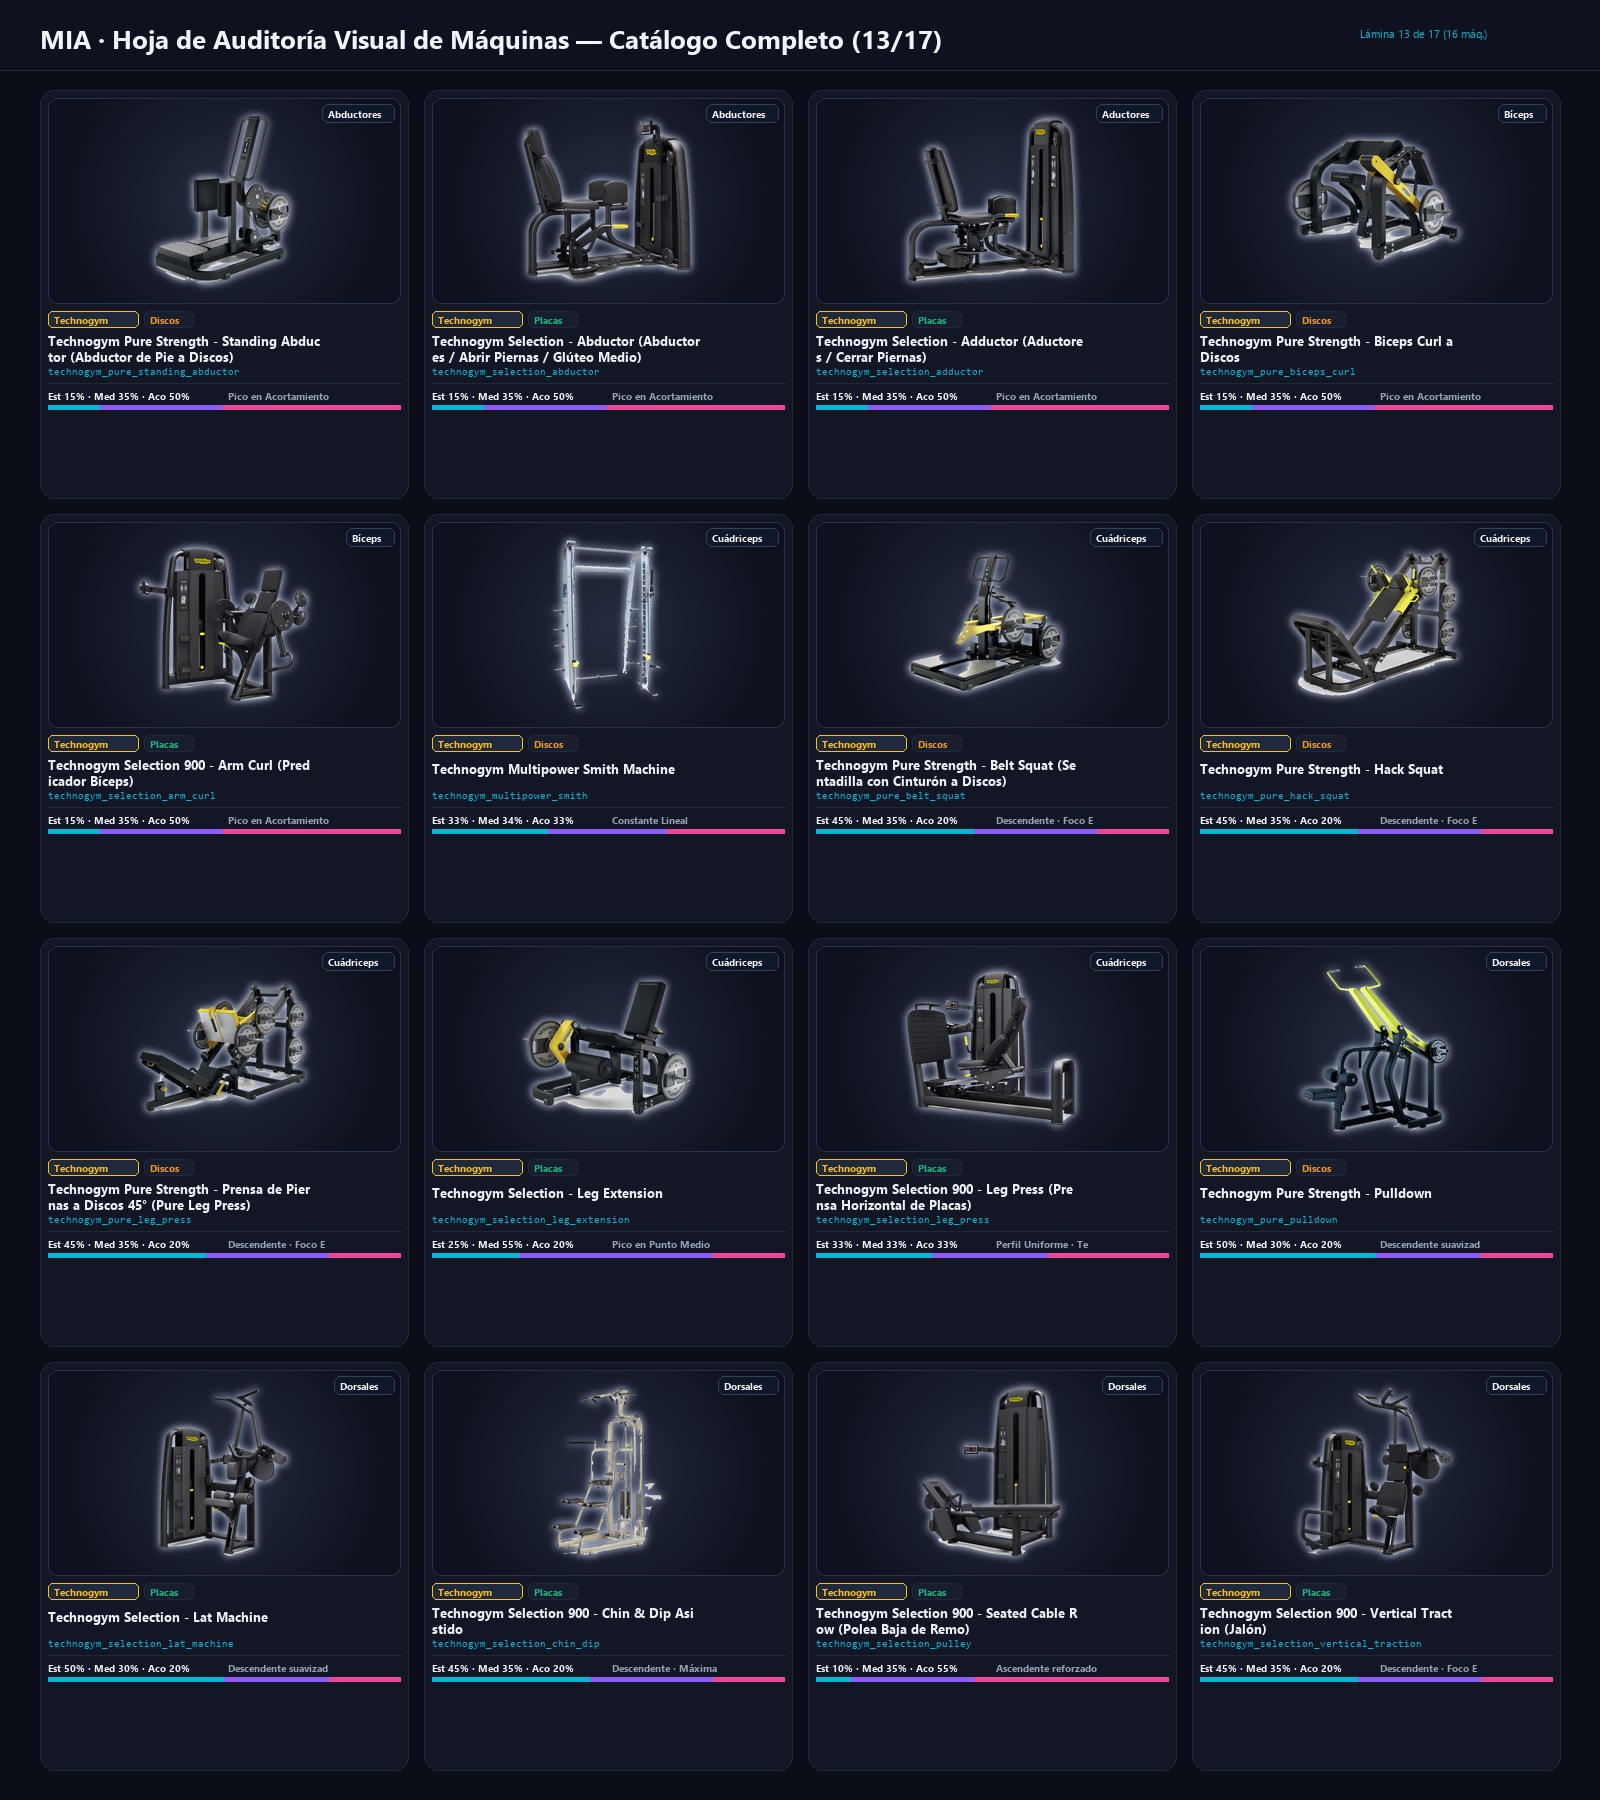 MIA · Hoja de Auditoría Visual de Máquinas — Catálogo Completo (13/17)
Lámina 13 de 17 (16 máq.)
Abductores
Technogym
Discos
Technogym Pure Strength - Standing Abduc
tor (Abductor de Pie a Discos)
technogym_pure_standing_abductor
Est 15% · Med 35% · Aco 50%
Pico en Acortamiento
Abductores
Technogym
Placas
Technogym Selection - Abductor (Abductor
es / Abrir Piernas / Glúteo Medio)
technogym_selection_abductor
Est 15% · Med 35% · Aco 50%
Pico en Acortamiento
Aductores
Technogym
Placas
Technogym Selection - Adductor (Aductore
s / Cerrar Piernas)
technogym_selection_adductor
Est 15% · Med 35% · Aco 50%
Pico en Acortamiento
Bíceps
Technogym
Discos
Technogym Pure Strength - Biceps Curl a
Discos
technogym_pure_biceps_curl
Est 15% · Med 35% · Aco 50%
Pico en Acortamiento
Bíceps
Technogym
Placas
Technogym Selection 900 - Arm Curl (Pred
icador Bíceps)
technogym_selection_arm_curl
Est 15% · Med 35% · Aco 50%
Pico en Acortamiento
Cuádriceps
Technogym
Discos
Technogym Multipower Smith Machine
technogym_multipower_smith
Est 33% · Med 34% · Aco 33%
Constante Lineal
Cuádriceps
Technogym
Discos
Technogym Pure Strength - Belt Squat (Se
ntadilla con Cinturón a Discos)
technogym_pure_belt_squat
Est 45% · Med 35% · Aco 20%
Descendente · Foco E
Cuádriceps
Technogym
Discos
Technogym Pure Strength - Hack Squat
technogym_pure_hack_squat
Est 45% · Med 35% · Aco 20%
Descendente · Foco E
Cuádriceps
Technogym
Discos
Technogym Pure Strength - Prensa de Pier
nas a Discos 45° (Pure Leg Press)
technogym_pure_leg_press
Est 45% · Med 35% · Aco 20%
Descendente · Foco E
Cuádriceps
Technogym
Placas
Technogym Selection - Leg Extension
technogym_selection_leg_extension
Est 25% · Med 55% · Aco 20%
Pico en Punto Medio
Cuádriceps
Technogym
Placas
Technogym Selection 900 - Leg Press (Pre
nsa Horizontal de Placas)
technogym_selection_leg_press
Est 33% · Med 33% · Aco 33%
Perfil Uniforme · Te
Dorsales
Technogym
Discos
Technogym Pure Strength - Pulldown
technogym_pure_pulldown
Est 50% · Med 30% · Aco 20%
Descendente suavizad
Dorsales
Technogym
Placas
Technogym Selection - Lat Machine
technogym_selection_lat_machine
Est 50% · Med 30% · Aco 20%
Descendente suavizad
Dorsales
Technogym
Placas
Technogym Selection 900 - Chin & Dip Asi
stido
technogym_selection_chin_dip
Est 45% · Med 35% · Aco 20%
Descendente · Máxima
Dorsales
Technogym
Placas
Technogym Selection 900 - Seated Cable R
ow (Polea Baja de Remo)
technogym_selection_pulley
Est 10% · Med 35% · Aco 55%
Ascendente reforzado
Dorsales
Technogym
Placas
Technogym Selection 900 - Vertical Tract
ion (Jalón)
technogym_selection_vertical_traction
Est 45% · Med 35% · Aco 20%
Descendente · Foco E